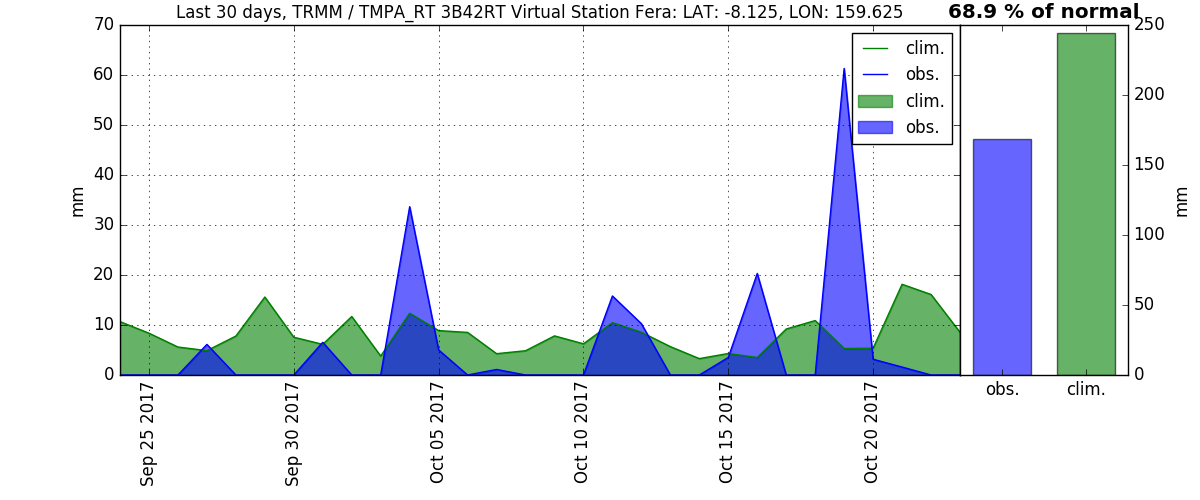 Last 30 days, TRMM / TMPA_RT 3B42RT Virtual Station Fera: LAT: -8.125, LON: 159.625
68.9 % of normal
70
60
50
40
30
20
10
0
mm
clim.
obs.
clim.
obs.
Sep 25 2017
Sep 30 2017
Oct 05 2017
Oct 10 2017
Oct 15 2017
Oct 20 2017
250
200
150
100
50
0
mm
obs.
clim.